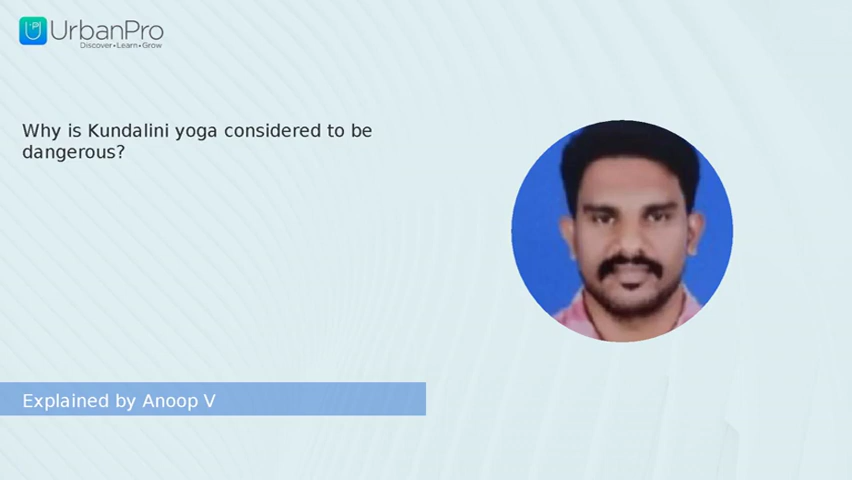 UrbanPro
Discover•Learn•Grow
Why is Kundalini yoga considered to be
dangerous?
Explained by Anoop V